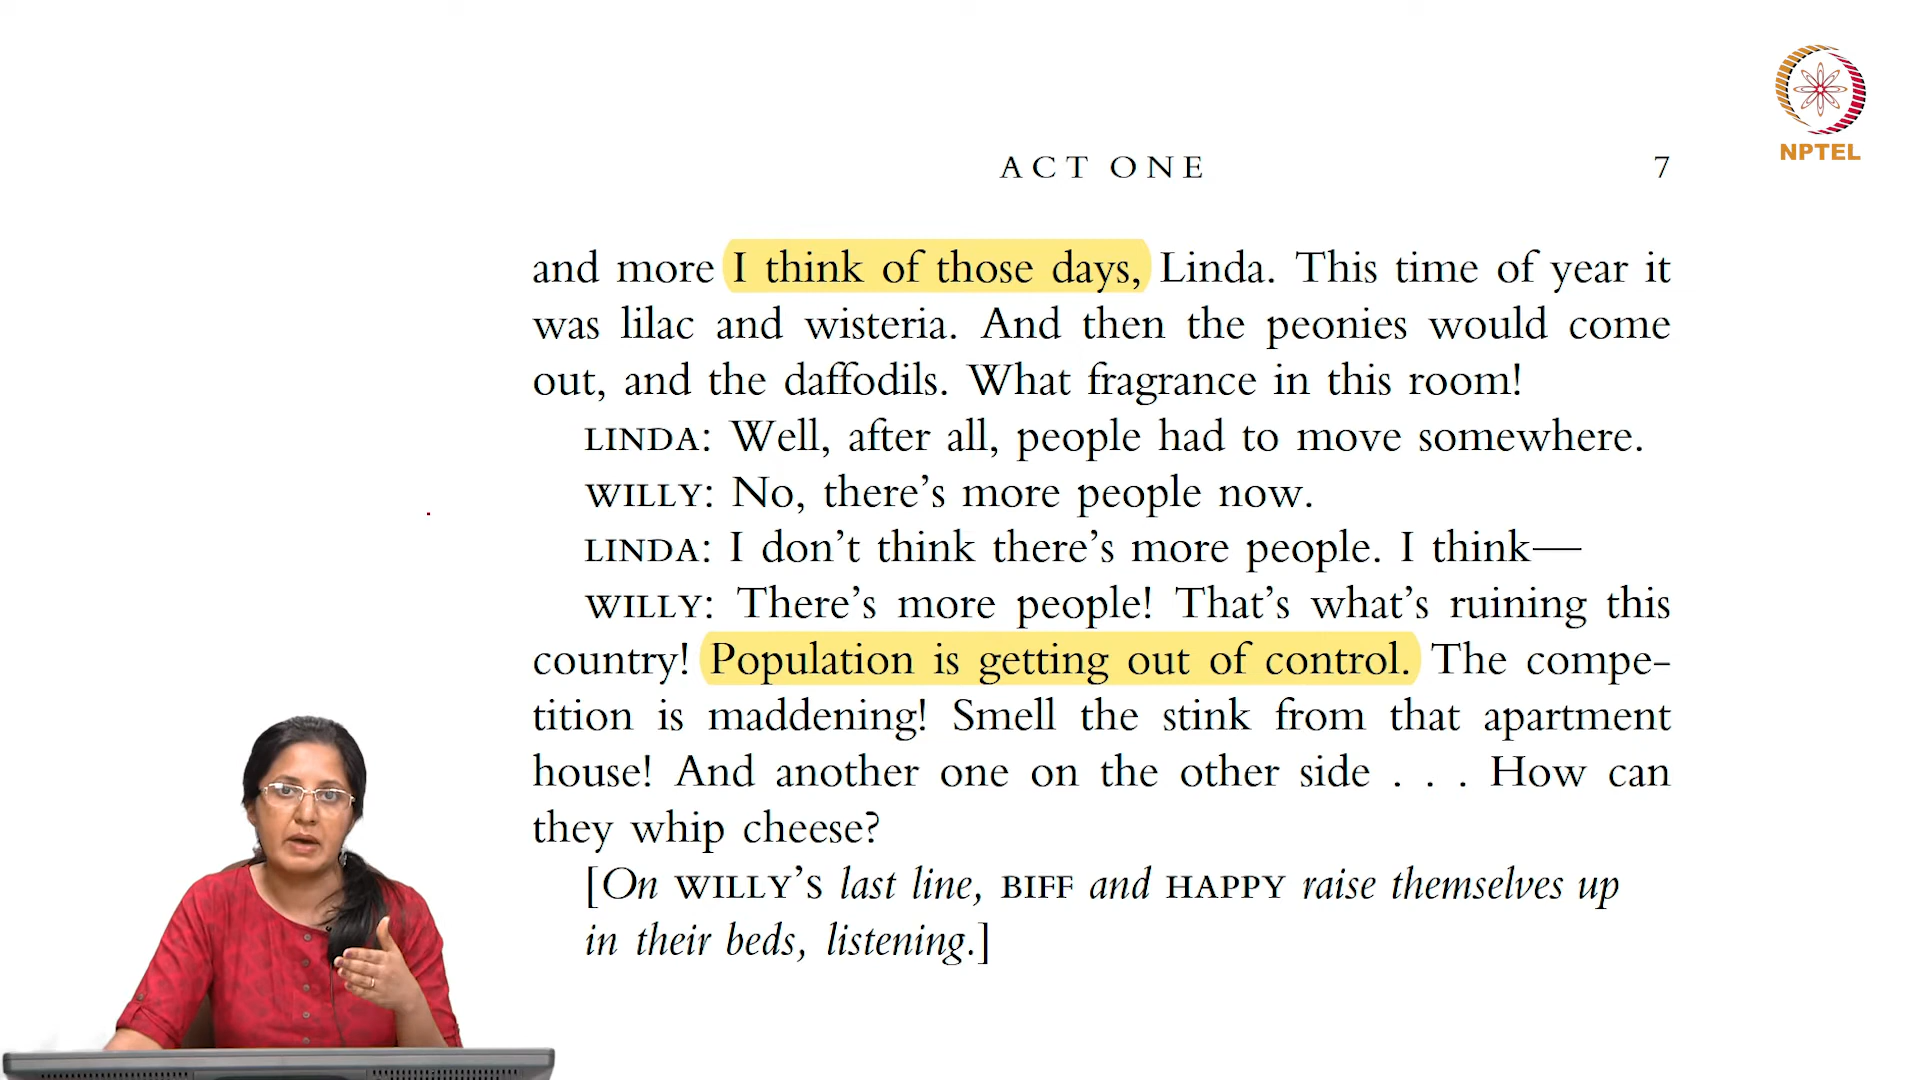 NPTEL
ACT ONE 7
and more I think of those days, Linda. This time of year it
was lilac and wisteria. And then the peonies would come
out, and the daffodils. What fragrance in this room!
LINDA: Well, after all, people had to move somewhere.
WILLY: No, there’s more people now.
LINDA: I don’t think there’s more people. I think—
WILLY: There’s more people! That’s what’s ruining this
country! Population is getting out of control. The compe-
tition is maddening! Smell the stink from that apartment
house! And another one on the other side . . . How can
they whip cheese?
[On WILLY’S last line, BIFF and HAPPY raise themselves up
in their beds, listening.]